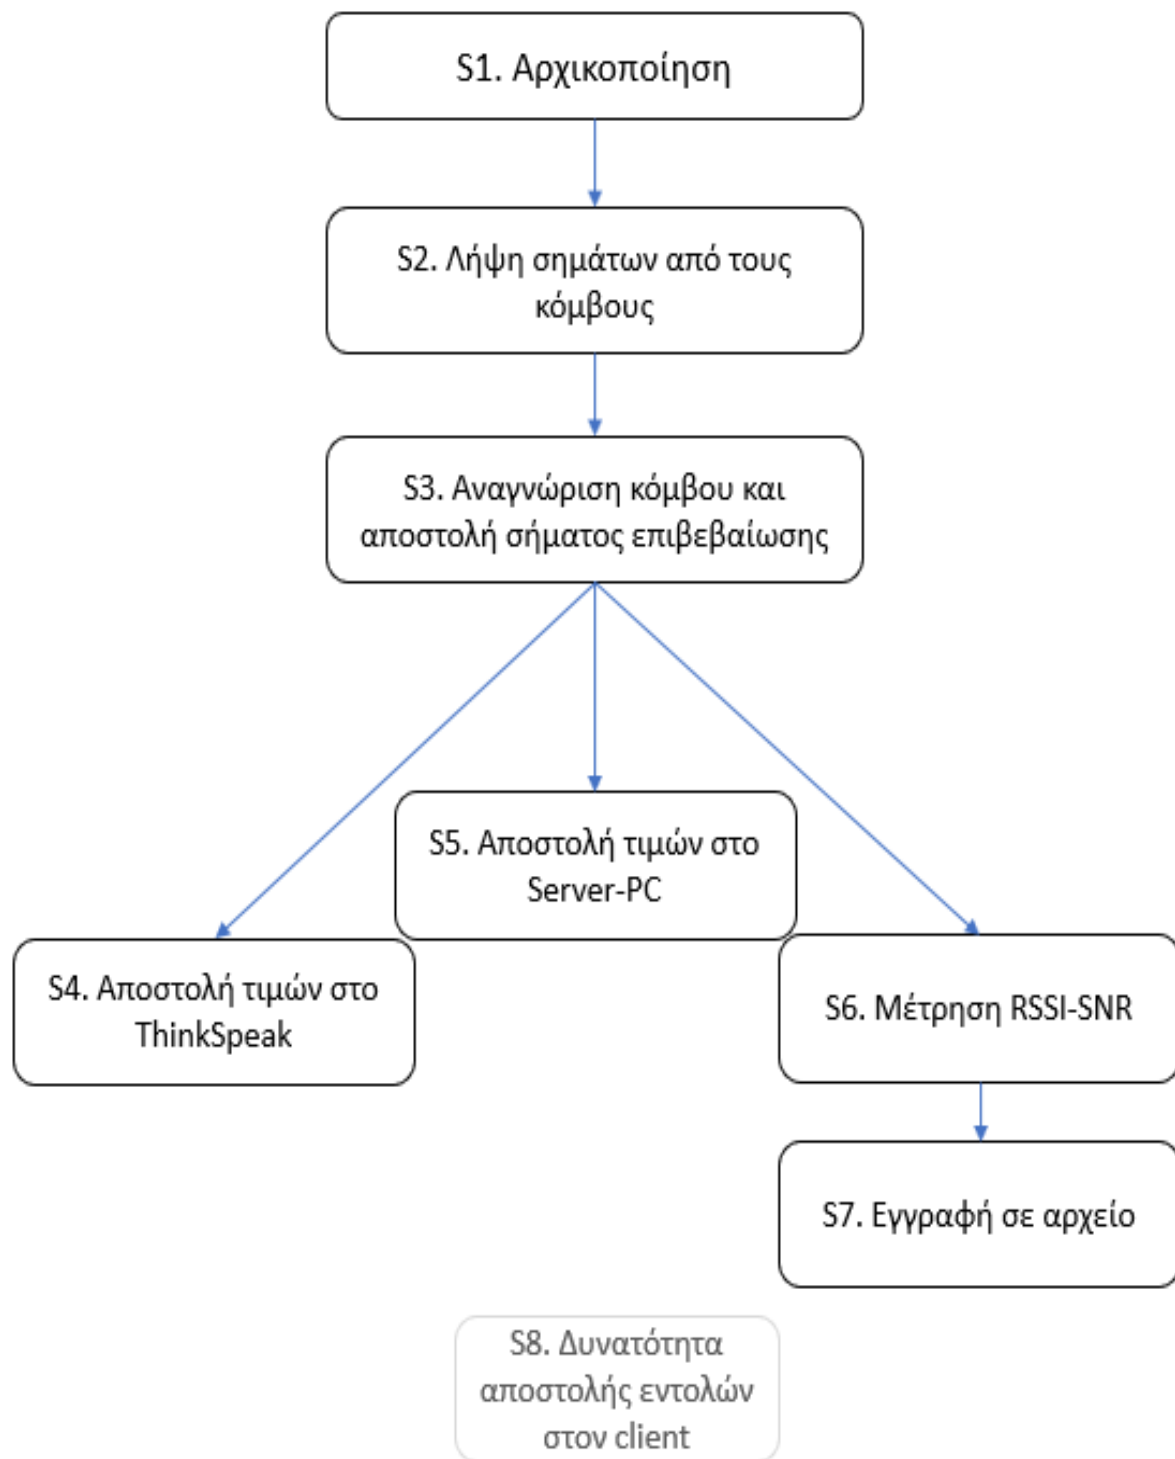 S1. Αρχικοποίηση
S2. Λήψη σημάτων από τους
κόμβους
S3. Αναγνώριση κόμβου και
αποστολή σήματος επιβεβαίωσης
S5. Αποστολή τιμών στο
Server-PC
S4. Αποστολή τιμών στο
ThinkSpeak
S6. Μέτρηση RSSI-SNR
S7. Εγγραφή σε αρχείο
S8. Δυνατότητα
αποστολής εντολών
στον client